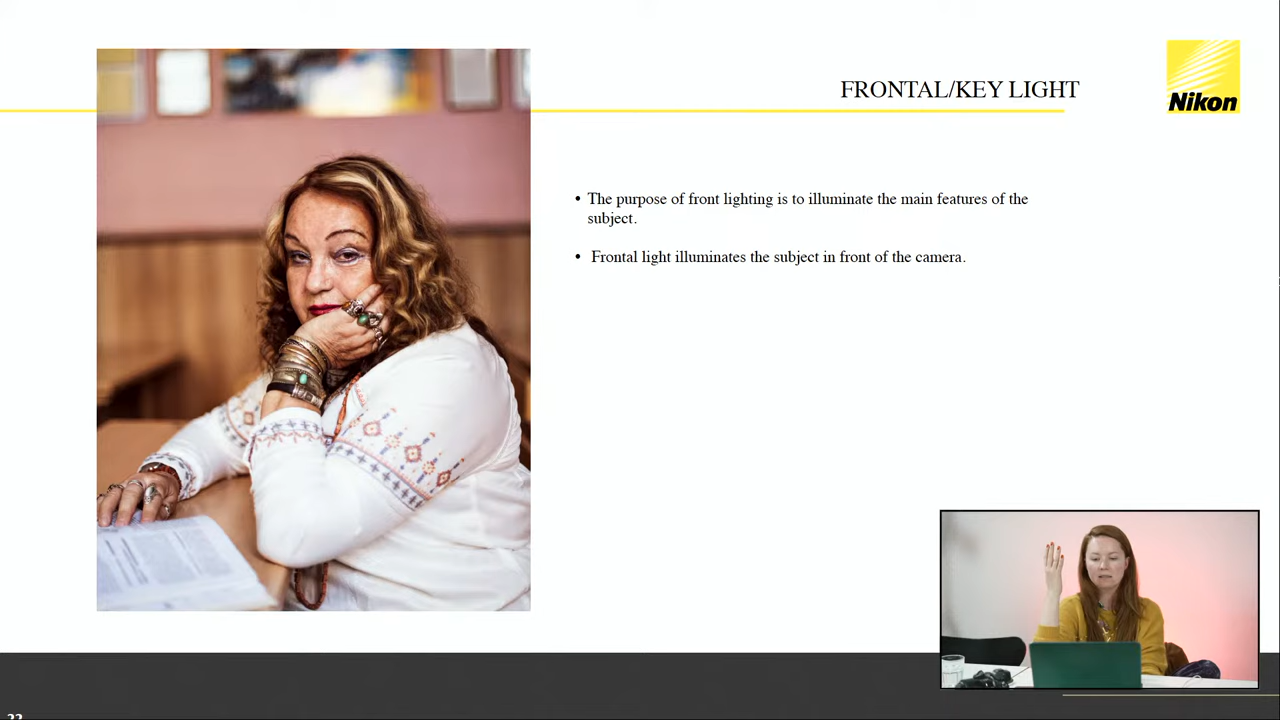 FRONTAL/KEY LIGHT
Nikon
• The purpose of front lighting is to illuminate the main features of the
subject.
• Frontal light illuminates the subject in front of the camera.